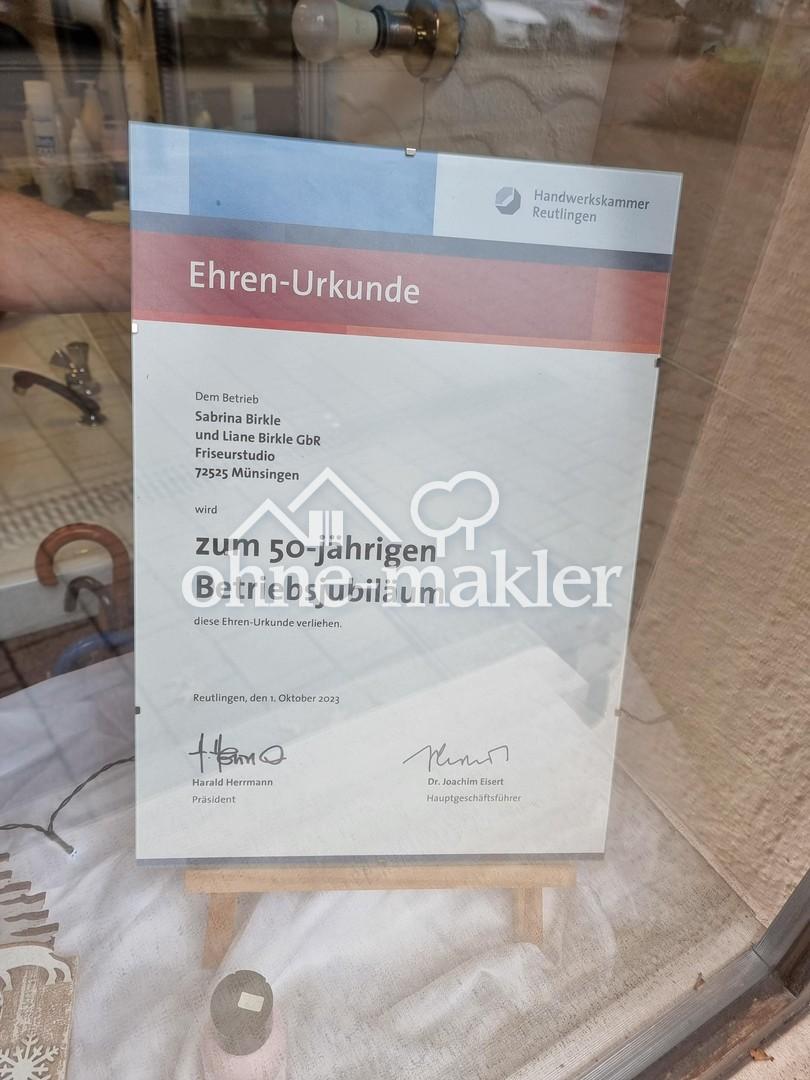 Handwerkskammer
Reutlingen
Ehren-Urkunde
Dem Betrieb
Sabrina Birkle
und Liane Birkle GbR
Friseurstudio
72525 Münsingen
wird
zum 50-jährigen
Betriebsjubiläum
ohne-makler
diese Ehren-Urkunde verliehen.
Reutlingen, den 1. Oktober 2023
Harald Herrmann
Präsident
Dr. Joachim Eisert
Hauptgeschäftsführer